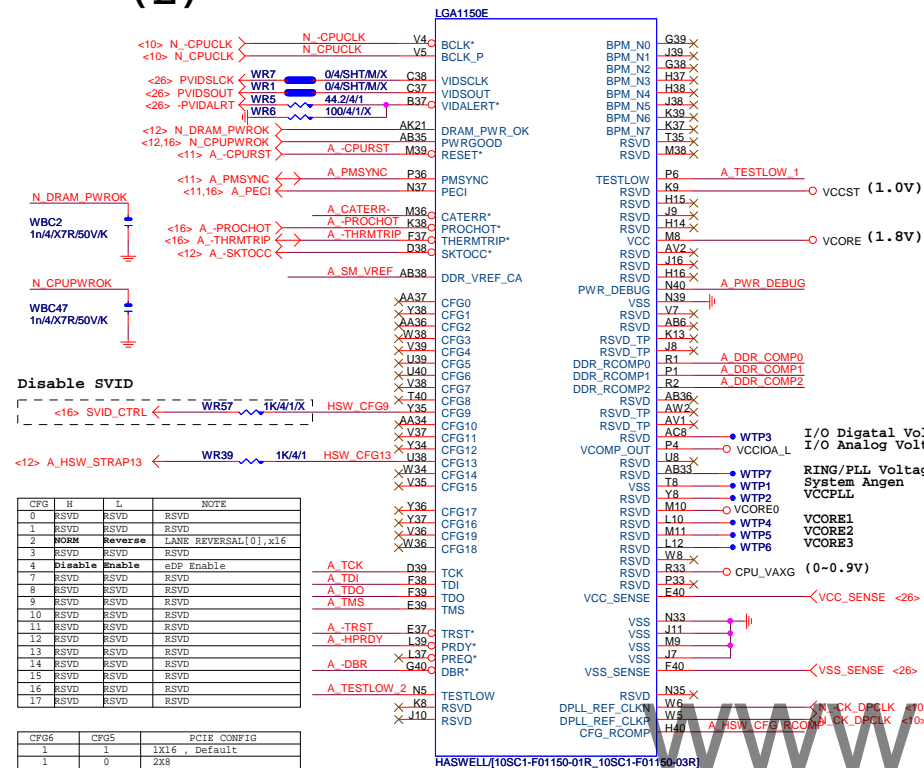 LGA1150E
<10> N_-CPUCLK N_-CPUCLK V4 BCLK*
<10> N_CPUCLK N_CPUCLK V5 BCLK_P
<26> PVIDSLCK WR7 0/4/SHT/M/X C38 VIDSCLK
<26> PVIDSOUT WR1 0/4/SHT/M/X C37 VIDSOUT
<26> -PVIDALRT WR5 44.2/4/1 B37 VIDALERT*
WR6 100/4/1/X
<12> N_DRAM_PWROK AK21 DRAM_PWR_OK
<12,16> N_CPUPWROK AB35 PWRGOOD
<11> A_-CPURST A_-CPURST M39 RESET*
<11> A_PMSYNC A_PMSYNC P36 PMSYNC
<11,16> A_PECI N37 PECI
A_CATERR- M36 CATERR*
<16> A_-PROCHOT A_-PROCHOT K38 PROCHOT*
<16> A_-THRMTRIP A_-THRMTRIP F37 THERMTRIP*
<12> A_-SKTOCC D38 SKTOCC*
A_SM_VREF AB38 DDR_VREF_CA
N_DRAM_PWROK
WBC2
1n/4/X7R/50V/K
N_CPUPWROK
WBC47
1n/4/X7R/50V/K
AA37 CFG0
Y38 CFG1
AA36 CFG2
W38 CFG3
V39 CFG4
U39 CFG5
U40 CFG6
V38 CFG7
T40 CFG8
Disable SVID
<16> SVID_CTRL WR57 1K/4/1/X HSW_CFG9 Y35 CFG9
AA34 CFG10
V37 CFG11
Y34 CFG12
<12> A_HSW_STRAP13 WR39 1K/4/1 HSW_CFG13 U38 CFG13
W34 CFG14
V35 CFG15
Y36 CFG17
Y37 CFG16
V36 CFG19
W36 CFG18
A_TCK D39 TCK
A_TDI F38 TDI
A_TDO F39 TDO
A_TMS E39 TMS
A_-TRST E37 TRST*
A_-HPRDY L39 PRDY*
L37 PREQ*
A_-DBR G40 DBR*
A_TESTLOW_2 N5 TESTLOW
K8 RSVD
J10 RSVD
BPM_N0 G39
BPM_N1 J39
BPM_N2 G38
BPM_N3 H37
BPM_N4 H38
BPM_N5 J38
BPM_N6 K39
BPM_N7 K37
RSVD T35
RSVD M38
TESTLOW P6 A_TESTLOW_1
RSVD K9 VCCST (1.0V)
RSVD H15
RSVD J9
RSVD H14
VCC M8 VCORE (1.8V)
RSVD AV2
RSVD J16
RSVD H16
PWR_DEBUG N40 A_PWR_DEBUG
VSS N39
RSVD V7
RSVD AB6
RSVD_TP K13
RSVD_TP J8
DDR_RCOMP0 R1 A_DDR_COMP0
DDR_RCOMP1 P1 A_DDR_COMP1
DDR_RCOMP2 R2 A_DDR_COMP2
RSVD AB36
RSVD_TP AW2
RSVD_TP AV1
RSVD AC8 WTP3 I/O Digatal Vol
VCOMP_OUT P4 VCCIOA_L I/O Analog Volt
RSVD U8
RSVD AB33 WTP7 RING/PLL Voltag
VSS T8 WTP1 System Angen
RSVD Y8 WTP2 VCCPLL
RSVD M10 VCORE0
RSVD L10 WTP4 VCORE1
RSVD M11 WTP5 VCORE2
RSVD L12 WTP6 VCORE3
RSVD W8
RSVD R33 CPU_VAXG (0~0.9V)
RSVD P33
VCC_SENSE E40 VCC_SENSE <26>
VSS N33
VSS J11
VSS M9
VSS J7
VSS_SENSE F40 VSS_SENSE <26>
RSVD N35
DPLL_REF_CLKN W6
DPLL_REF_CLKP W5 N_CK_DPCLK
CFG_RCOMP H40 A_HSW_CFG_RCOMP
HASWELL/[10SC1-F01150-01R_10SC1-F01150-03R]
CFG H L NOTE
0 RSVD RSVD RSVD
1 RSVD RSVD RSVD
2 NORM Reverse LANE REVERSAL[0],x16
3 RSVD RSVD RSVD
4 Disable Enable eDP Enable
7 RSVD RSVD RSVD
8 RSVD RSVD RSVD
9 RSVD RSVD RSVD
10 RSVD RSVD RSVD
11 RSVD RSVD RSVD
12 RSVD RSVD RSVD
13 RSVD RSVD RSVD
14 RSVD RSVD RSVD
15 RSVD RSVD RSVD
16 RSVD RSVD RSVD
17 RSVD RSVD RSVD
CFG6 CFG5 PCIE CONFIG
1 1 1X16 , Default
1 0 2X8
www